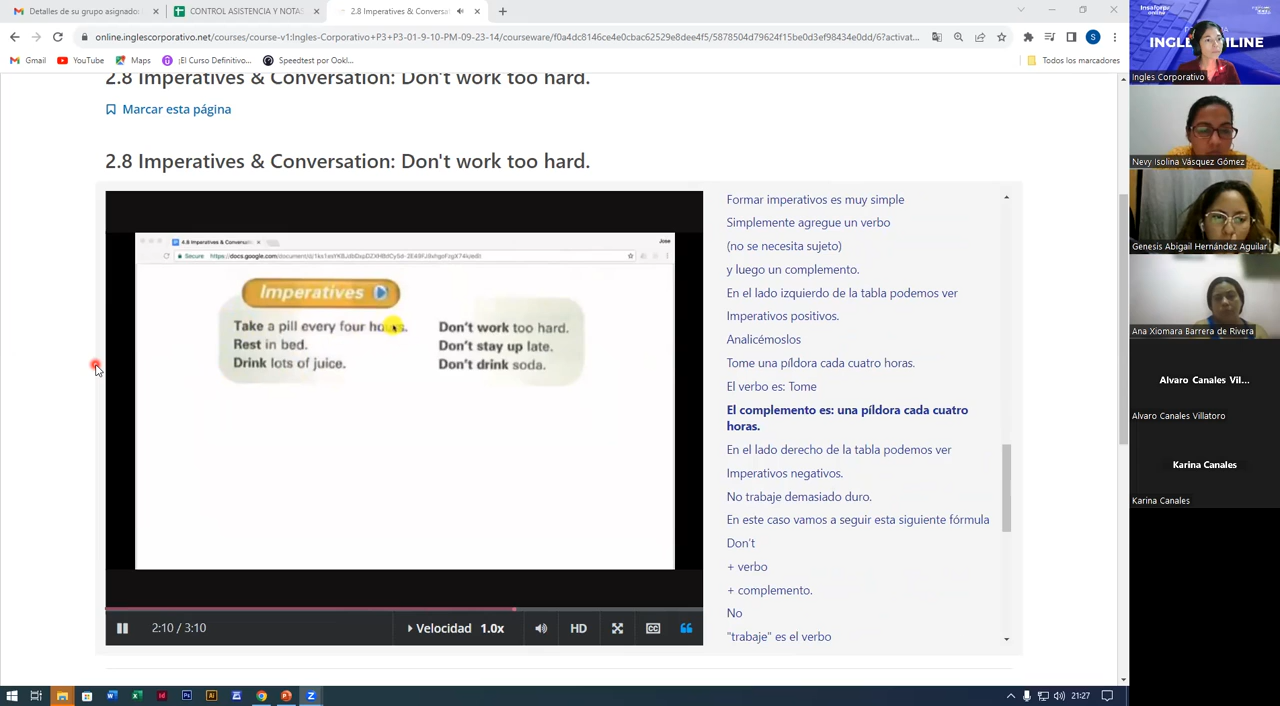 Detalles de su grupo asignado
CONTROL ASISTENCIA Y NOTAS
2.8 Imperatives & Conversa
online.inglescorporativo.net/courses/course-v1:Ingles-Corporativo+P3+P3-01-9-10-PM-09-23-14/courseware/f0a4dc8146ce4e0cbac62529e8dee4f5/5878504d79624f15be0d3ef98434e0dd/6?activat...
Gmail
YouTube
Maps
¡El Curso Definitivo...
Speedtest por Ookl...
Todos los marcadores
2.8 Imperatives & Conversation: Don't work too hard.
Marcar esta página
2.8 Imperatives & Conversation: Don't work too hard.
4.8 Imperatives & Conversatio
Jose
Secure
Imperatives
Take a pill every four hours.
Rest in bed.
Drink lots of juice.
Don't work too hard.
Don't stay up late.
Don't drink soda.
2:10 / 3:10
Velocidad 1.0x
HD
CC
Formar imperativos es muy simple
Simplemente agregue un verbo
(no se necesita sujeto)
y luego un complemento.
En el lado izquierdo de la tabla podemos ver
Imperativos positivos.
Analicémoslos
Tome una píldora cada cuatro horas.
El verbo es: Tome
El complemento es: una píldora cada cuatro
horas.
En el lado derecho de la tabla podemos ver
Imperativos negativos.
No trabaje demasiado duro.
En este caso vamos a seguir esta siguiente fórmula
Don't
+ verbo
+ complemento.
No
"trabaje" es el verbo
Ingles Corporativo
Nevy Isolina Vásquez Gómez
Genesis Abigail Hernández Aguilar
Ana Xiomara Barrera de Rivera
Alvaro Canales Vil...
Alvaro Canales Villatoro
Karina Canales
Karina Canales
21:27